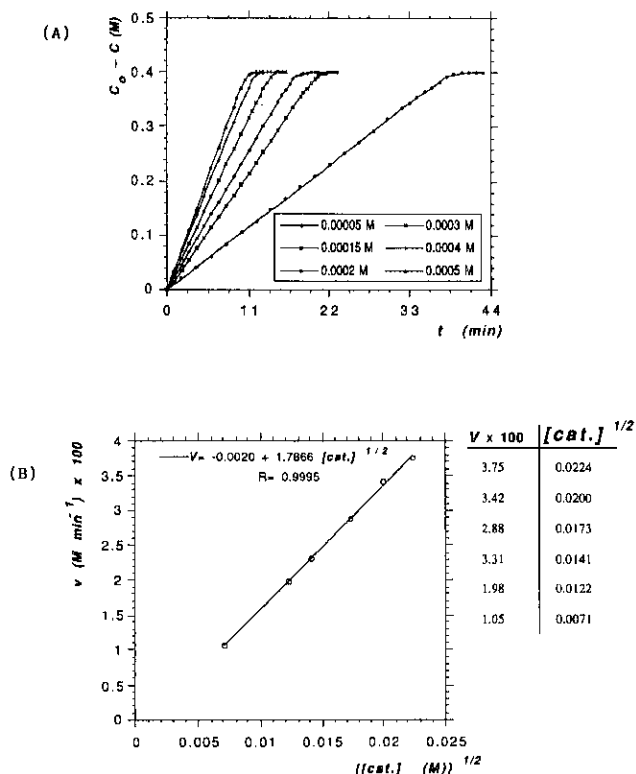 (A)
C₀ - C (M)
0.5
0.4
0.3
0.2
0.1
0
0.00005 M
0.0003 M
0.00015 M
0.0004 M
0.0002 M
0.0005 M
0 11 22 33 44
t (min)
(B)
v (M min⁻¹) x 100
4
3.5
3
2.5
2
1.5
1
0.5
0
V= -0.0020 + 1.7866 [cat.] 1/2
R= 0.9995
0 0.005 0.01 0.015 0.02 0.025
([cat.] (M)) 1/2
V x 100 [cat.] 1/2
3.75 0.0224
3.42 0.0200
2.88 0.0173
3.31 0.0141
1.98 0.0122
1.05 0.0071